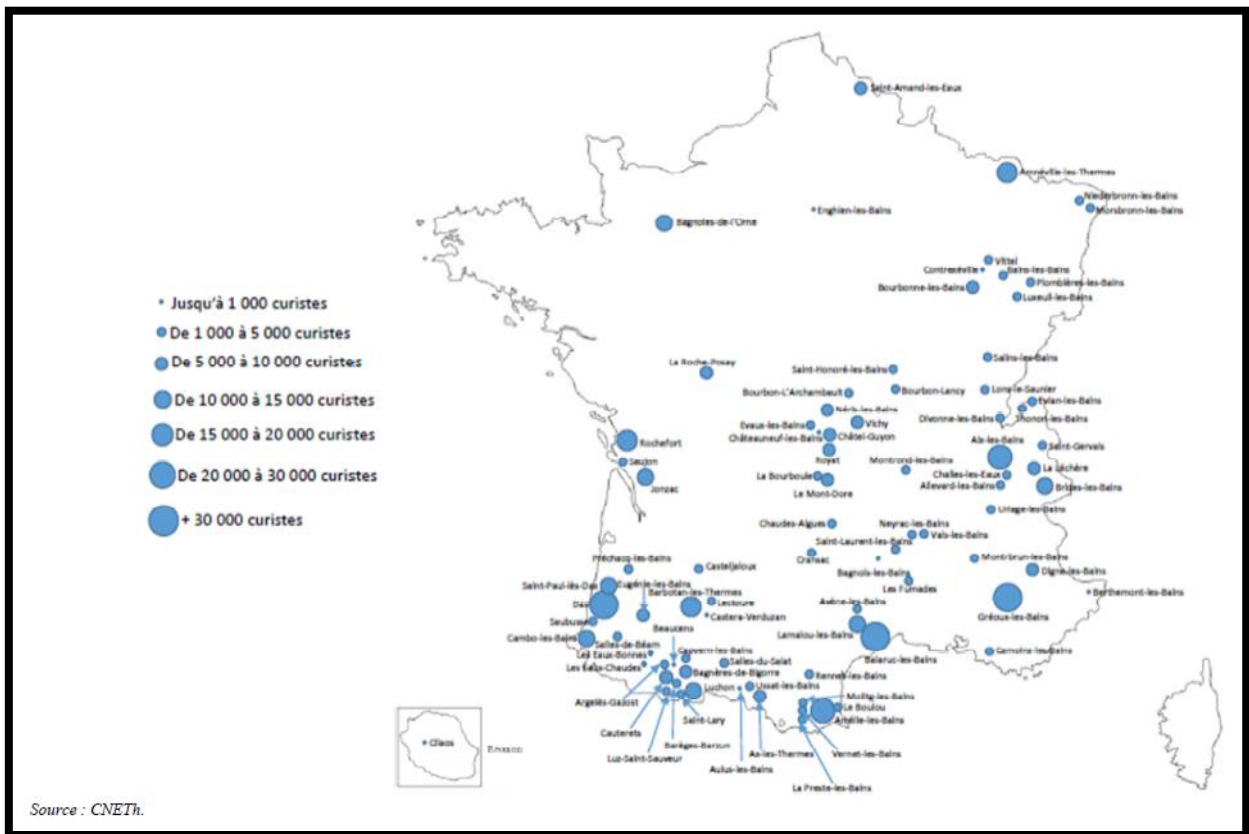 Saint-Amand-les-Eaux
Amnéville-les-Thermes
Niederbronn-les-Bains
Morsbronn-les-Bains
Enghien-les-Bains
Bagnoles-de-l'Orne
Vittel
Contrexéville
Bains-les-Bains
Plombières-les-Bains
Bourbonne-les-Bains
Luxeuil-les-Bains
Jusqu'à 1 000 curistes
De 1 000 à 5 000 curistes
De 5 000 à 10 000 curistes
De 10 000 à 15 000 curistes
De 15 000 à 20 000 curistes
De 20 000 à 30 000 curistes
+ 30 000 curistes
La Roche-Posay
Saint-Honoré-les-Bains
Salins-les-Bains
Bourbon-L'Archambault
Bourbon-Lancy
Lons-le-Saunier
Evian-les-Bains
Néris-les-Bains
Divonne-les-Bains
Thonon-les-Bains
Evaux-les-Bains
Vichy
Châteauneuf-les-Bains
Châtel-Guyon
Rochefort
Aix-les-Bains
Saint-Gervais
Royat
Saujon
Montrond-les-Bains
La Léchère
Jonzac
La Bourboule
Challes-les-Eaux
Le Mont-Dore
Allevard-les-Bains
Brides-les-Bains
Uriage-les-Bains
Chaudes-Aigues
Neyrac-les-Bains
Vals-les-Bains
Saint-Laurent-les-Bains
Cransac
Bagnols-les-Bains
Montbrun-les-Bains
Préchacq-les-Bains
Casteljaloux
Digne-les-Bains
Saint-Paul-lès-Dax
Eugénie-les-Bains
Les Fumades
Barbotan-les-Thermes
Berthemont-les-Bains
Dax
Lectoure
Avène-les-Bains
Gréoux-les-Bains
Castera-Verduzan
Saubusse
Beaucens
Lamalou-les-Bains
Cambo-les-Bains
Salies-de-Béarn
Balaruc-les-Bains
Les Eaux-Bonnes
Capvern-les-Bains
Gemoins-les-Bains
Les Eaux-Chaudes
Salies-du-Salat
Bagnères-de-Bigorre
Rennes-les-Bains
Luchon
Ussat-les-Bains
Molitg-les-Bains
Argelès-Gazost
Le Boulou
Saint-Lary
Amélie-les-Bains
Cauterets
Barèges-Barzun
Ax-les-Thermes
Vernet-les-Bains
Luz-Saint-Sauveur
Aulus-les-Bains
La Preste-les-Bains
Cilaos
Source : CNETh.